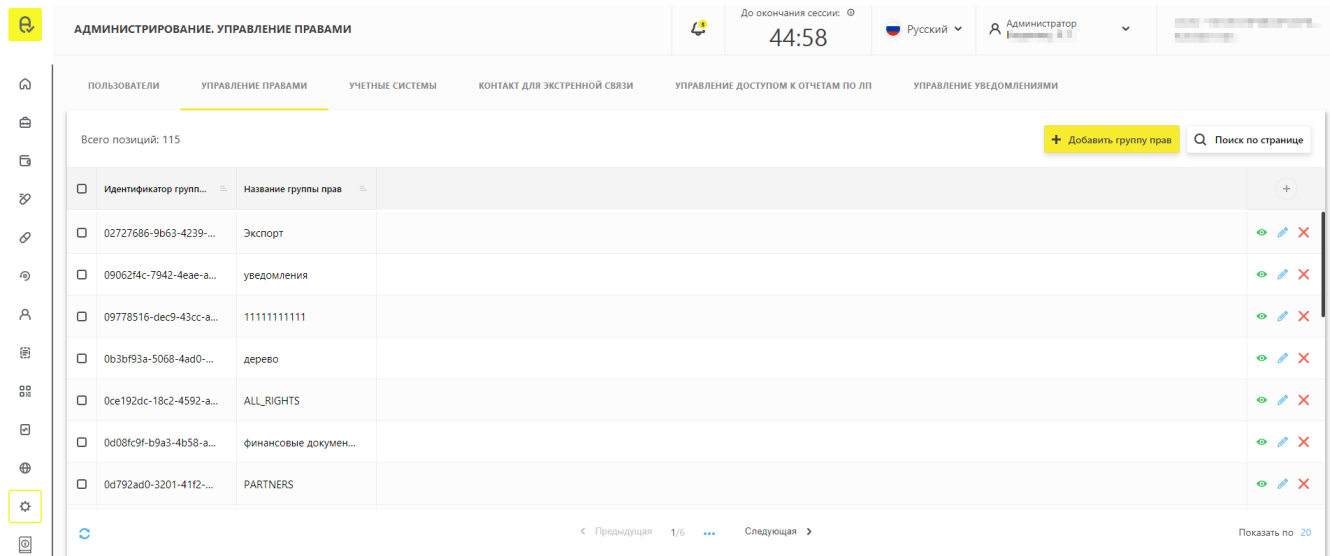 До окончания сессии:
АДМИНИСТРИРОВАНИЕ. УПРАВЛЕНИЕ ПРАВАМИ
5
44:58
Русский
Администратор
ПОЛЬЗОВАТЕЛИ УПРАВЛЕНИЕ ПРАВАМИ УЧЕТНЫЕ СИСТЕМЫ КОНТАКТ ДЛЯ ЭКСТРЕННОЙ СВЯЗИ УПРАВЛЕНИЕ ДОСТУПОМ К ОТЧЕТАМ ПО ЛП УПРАВЛЕНИЕ УВЕДОМЛЕНИЯМИ
Всего позиций: 115
+ Добавить группу прав
Поиск по странице
Идентификатор групп... Название группы прав
02727686-9b63-4239-... Экспорт
09062f4c-7942-4eae-a... уведомления
09778516-dec9-43cc-a... 11111111111
0b3bf93a-5068-4ad0-... дерево
0ce192dc-18c2-4592-a... ALL_RIGHTS
0d08fc9f-b9a3-4b58-a... финансовые докумен...
0d792ad0-3201-41f2-... PARTNERS
Предыдущая 1/6 ... Следующая
Показать по 20